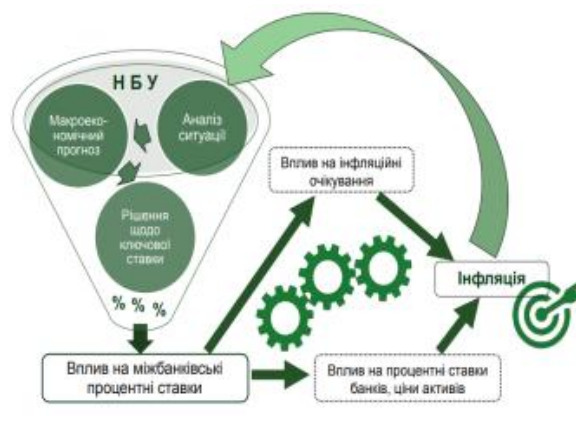 Н Б У
Макроеко-
номічний
прогноз
Аналіз
ситуації
Рішення
щодо
ключової
ставки
% % %
Вплив на міжбанківські
процентні ставки
Вплив на інфляційні
очікування
Вплив на процентні ставки
банків, ціни активів
Інфляція